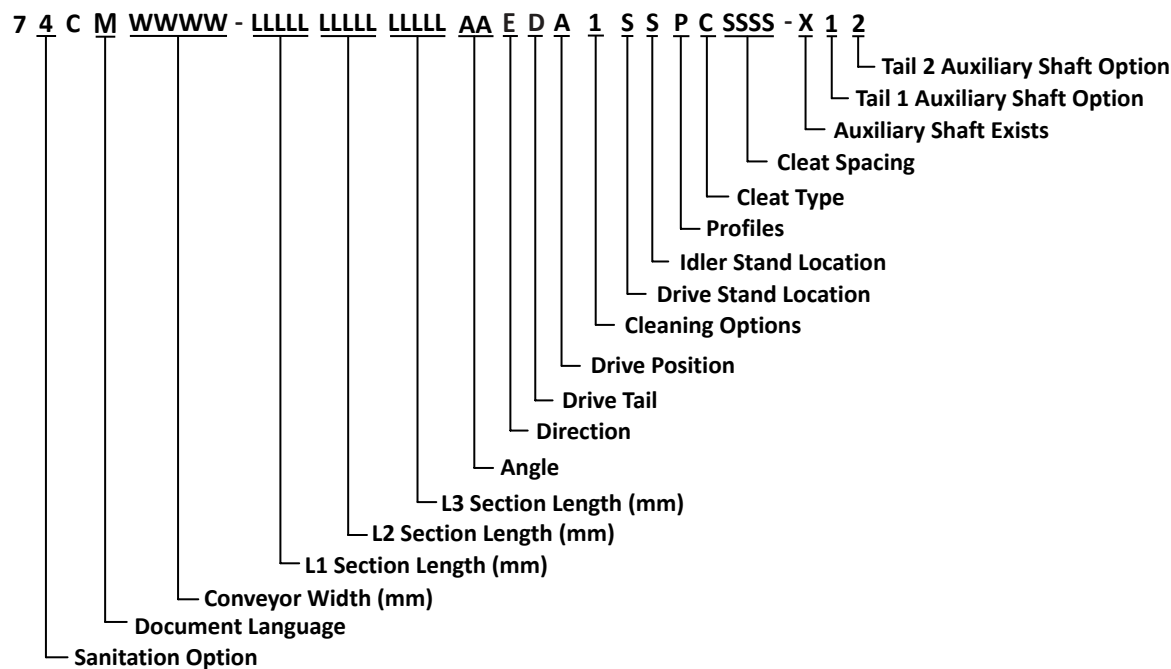 7 4 C M WWWW - LLLLL LLLLL LLLLL AA E D A 1 S S P C SSSS - X 1 2
Tail 2 Auxiliary Shaft Option
Tail 1 Auxiliary Shaft Option
Auxiliary Shaft Exists
Cleat Spacing
Cleat Type
Profiles
Idler Stand Location
Drive Stand Location
Cleaning Options
Drive Position
Drive Tail
Direction
Angle
L3 Section Length (mm)
L2 Section Length (mm)
L1 Section Length (mm)
Conveyor Width (mm)
Document Language
Sanitation Option